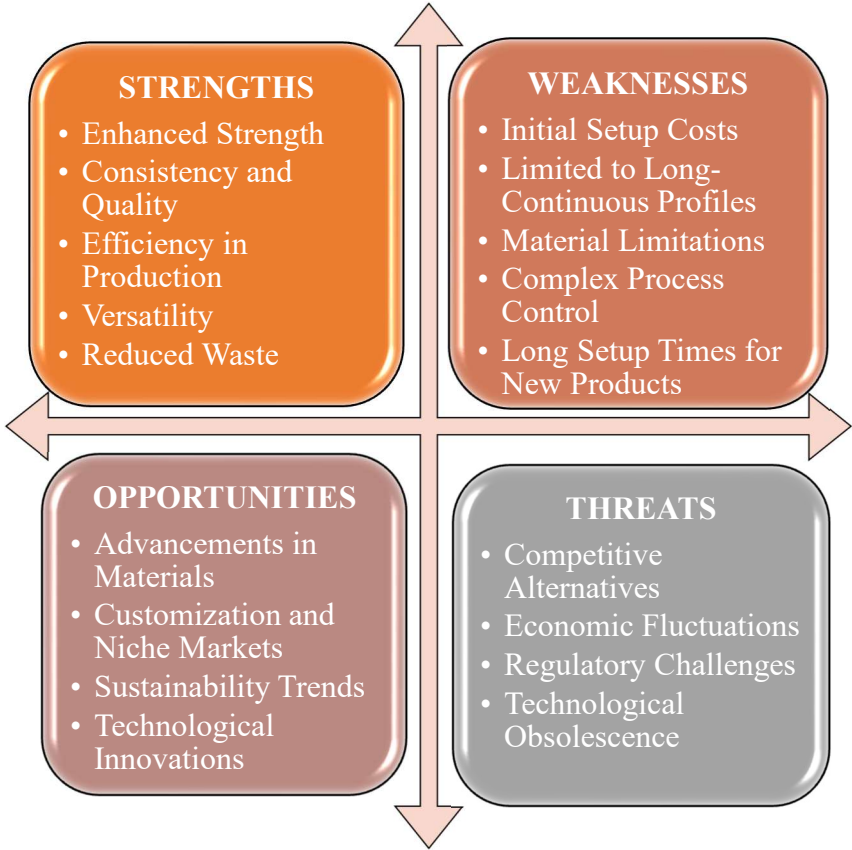 STRENGTHS
• Enhanced Strength
• Consistency and
Quality
• Efficiency in
Production
• Versatility
• Reduced Waste
WEAKNESSES
• Initial Setup Costs
• Limited to Long-
Continuous Profiles
• Material Limitations
• Complex Process
Control
• Long Setup Times for
New Products
OPPORTUNITIES
• Advancements in
Materials
• Customization and
Niche Markets
• Sustainability Trends
• Technological
Innovations
THREATS
• Competitive
Alternatives
• Economic Fluctuations
• Regulatory Challenges
• Technological
Obsolescence